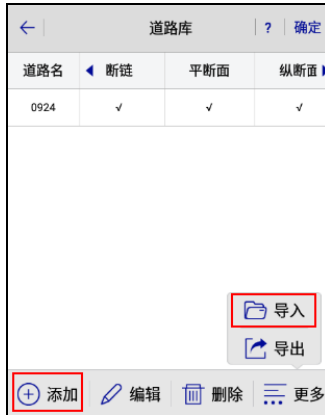 道路库 ? 确定
道路名 断链 平断面 纵断面
0924 √ √ √
导入
导出
添加 编辑 删除 更多